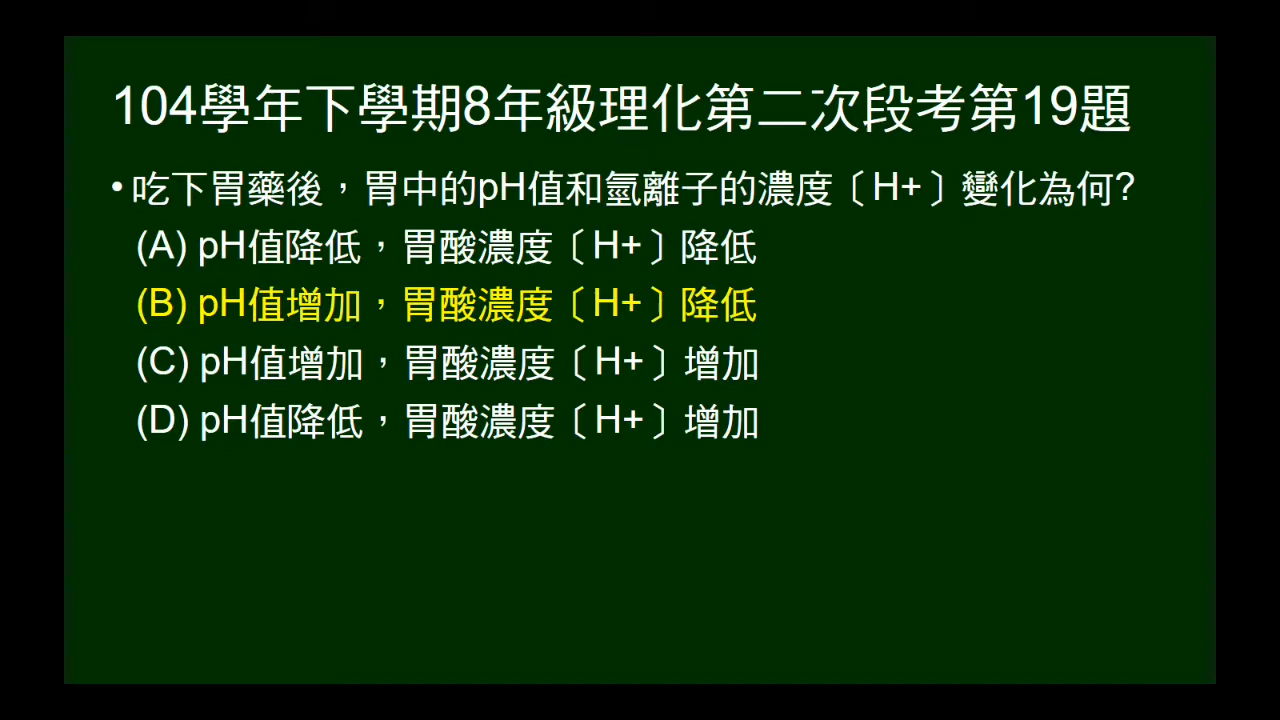 104學年下學期8年級理化第二次段考第19題
•吃下胃藥後，胃中的pH值和氫離子的濃度〔H+〕變化為何?
(A) pH值降低，胃酸濃度〔H+〕降低
(B) pH值增加，胃酸濃度〔H+〕降低
(C) pH值增加，胃酸濃度〔H+〕增加
(D) pH值降低，胃酸濃度〔H+〕增加